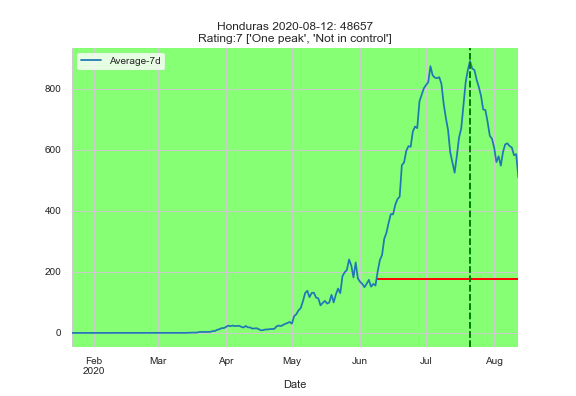 Honduras 2020-08-12: 48657
Rating:7 ['One peak', 'Not in control']
Average-7d
800
600
400
200
0
Feb
2020
Mar
Apr
May
Jun
Jul
Aug
Date